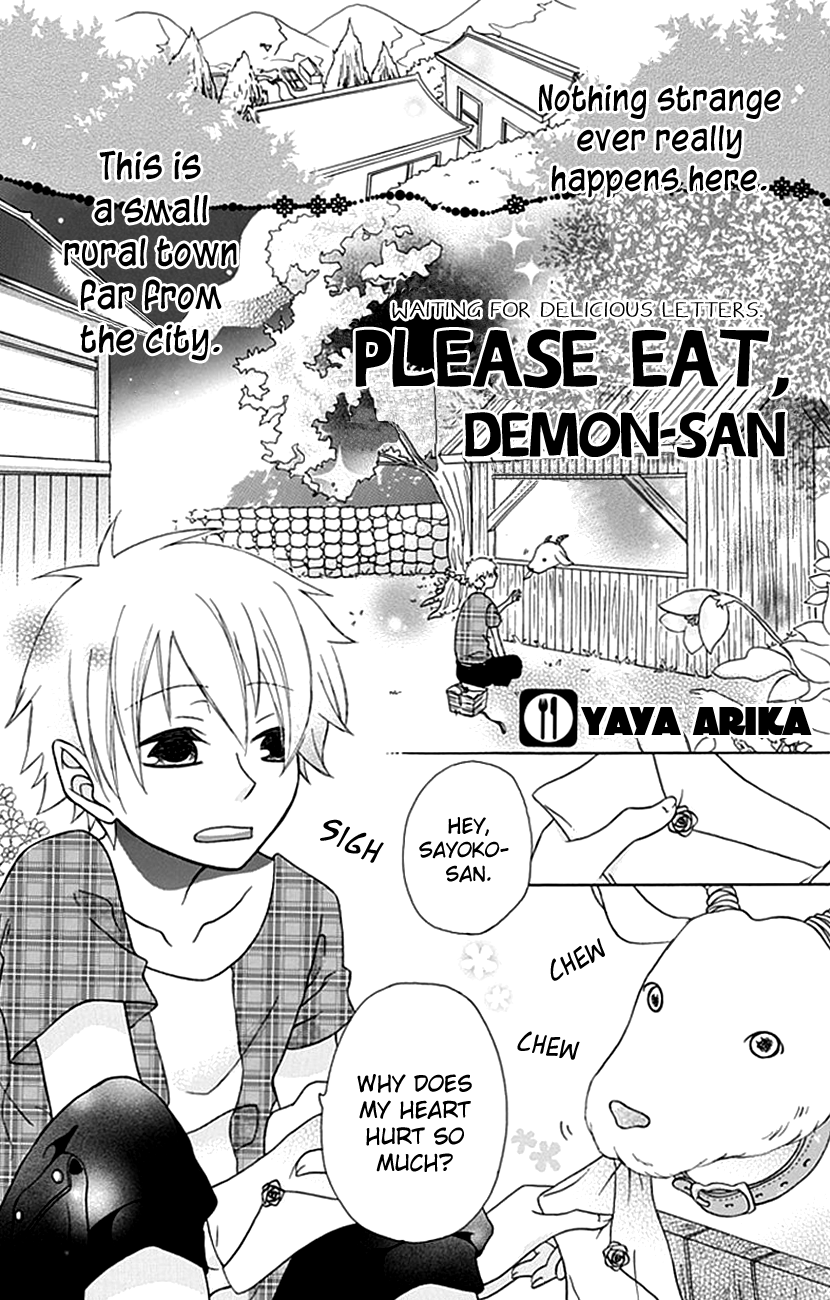 Nothing strange
ever really
happens here.
This is
a small
rural town
far from
the city.
WAITING FOR DELICIOUS LETTERS.
PLEASE EAT,
DEMON-SAN
YAYA ARIKA
HEY,
SAYOKO-
SAN.
SIGH
CHEW
CHEW
WHY DOES
MY HEART
HURT SO
MUCH?